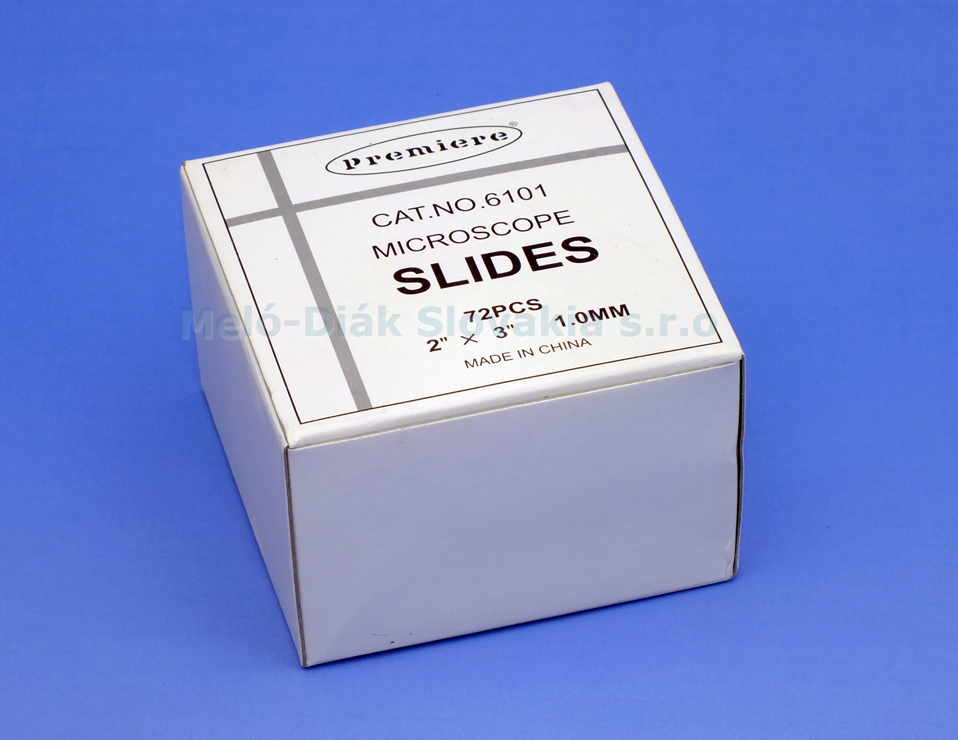 Premiere®
CAT.NO.6101
MICROSCOPE
SLIDES
72PCS
2" × 3" 1.0MM
MADE IN CHINA
Meló-Diák Slovakia s.r.o